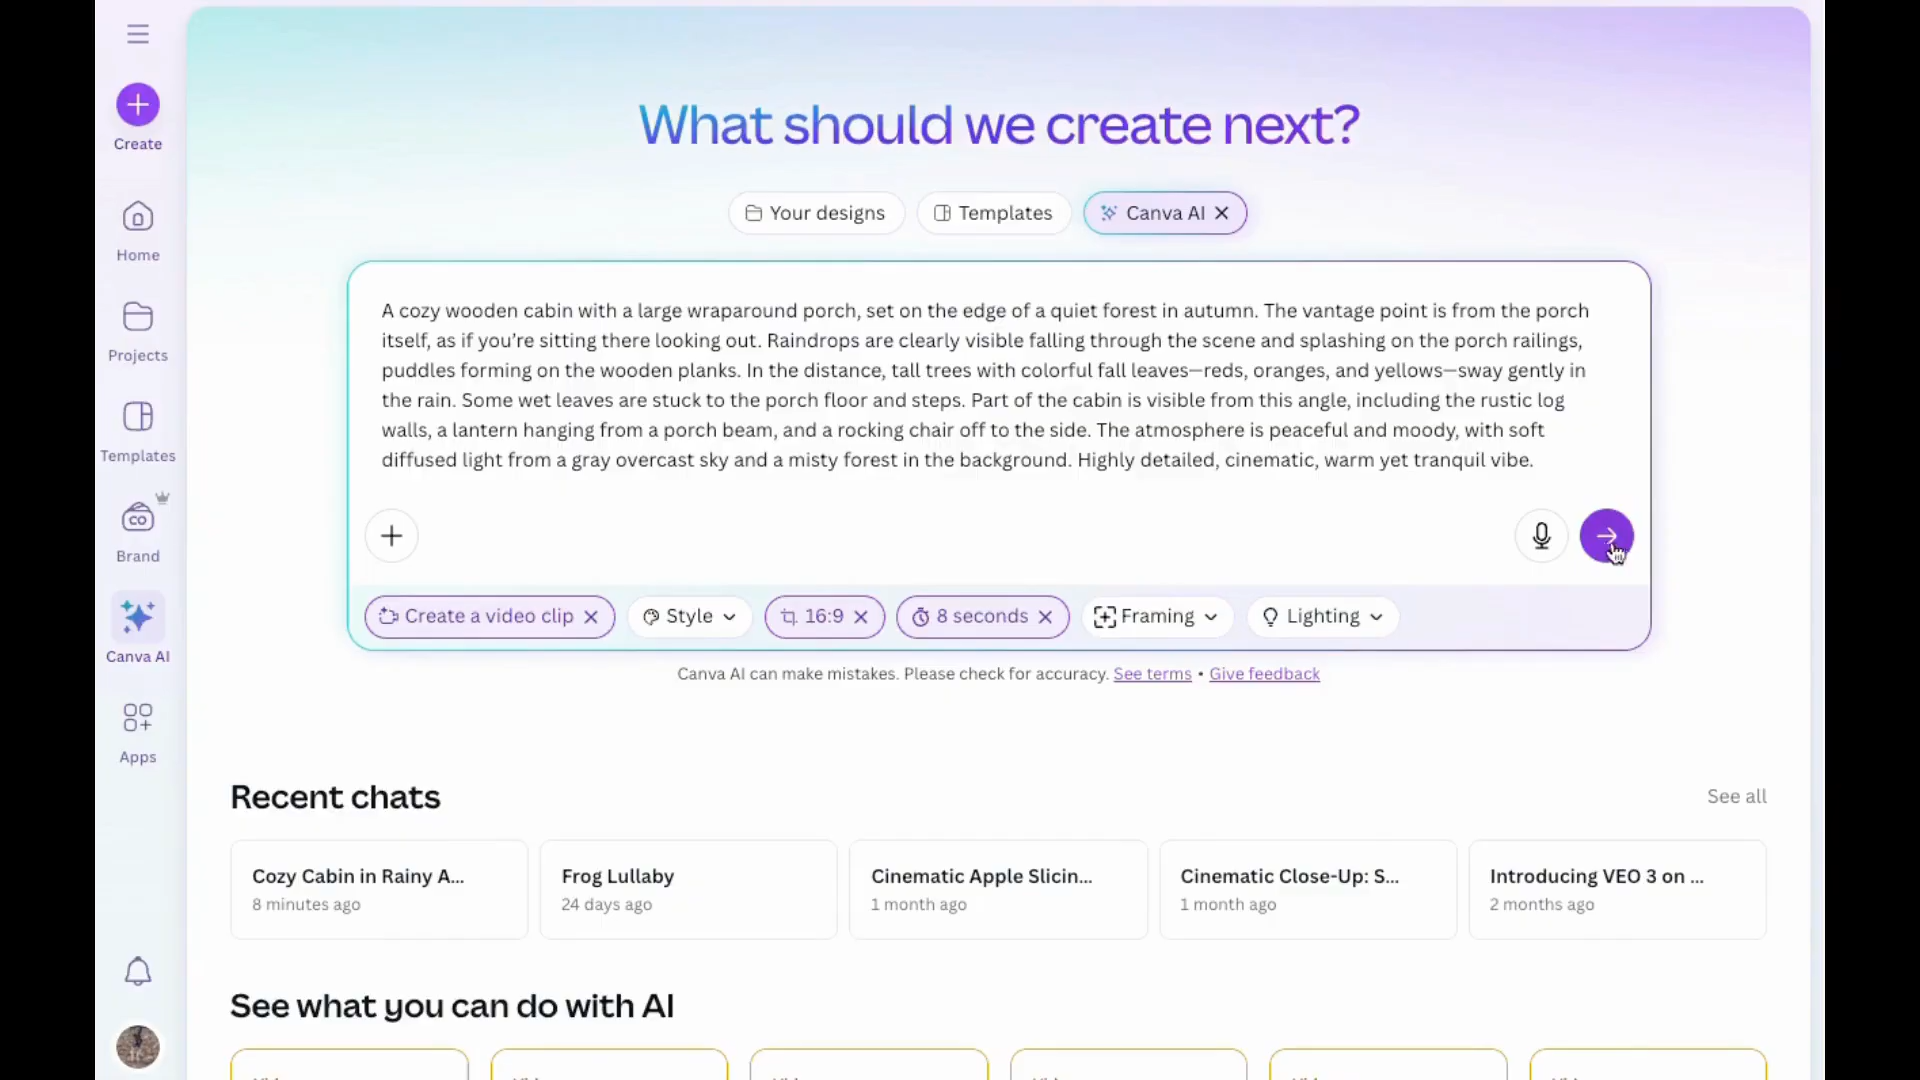 Create
Home
Projects
Templates
CO
Brand
Canva AI
Apps
What should we create next?
Your designs
Templates
Canva AI
A cozy wooden cabin with a large wraparound porch, set on the edge of a quiet forest in autumn. The vantage point is from the porch
itself, as if you’re sitting there looking out. Raindrops are clearly visible falling through the scene and splashing on the porch railings,
puddles forming on the wooden planks. In the distance, tall trees with colorful fall leaves—reds, oranges, and yellows—sway gently in
the rain. Some wet leaves are stuck to the porch floor and steps. Part of the cabin is visible from this angle, including the rustic log
walls, a lantern hanging from a porch beam, and a rocking chair off to the side. The atmosphere is peaceful and moody, with soft
diffused light from a gray overcast sky and a misty forest in the background. Highly detailed, cinematic, warm yet tranquil vibe.
Create a video clip
Style
16:9
8 seconds
Framing
Lighting
Canva AI can make mistakes. Please check for accuracy. See terms • Give feedback
Recent chats
See all
Cozy Cabin in Rainy A...
8 minutes ago
Frog Lullaby
24 days ago
Cinematic Apple Slicin...
1 month ago
Cinematic Close-Up: S...
1 month ago
Introducing VEO 3 on ...
2 months ago
See what you can do with AI